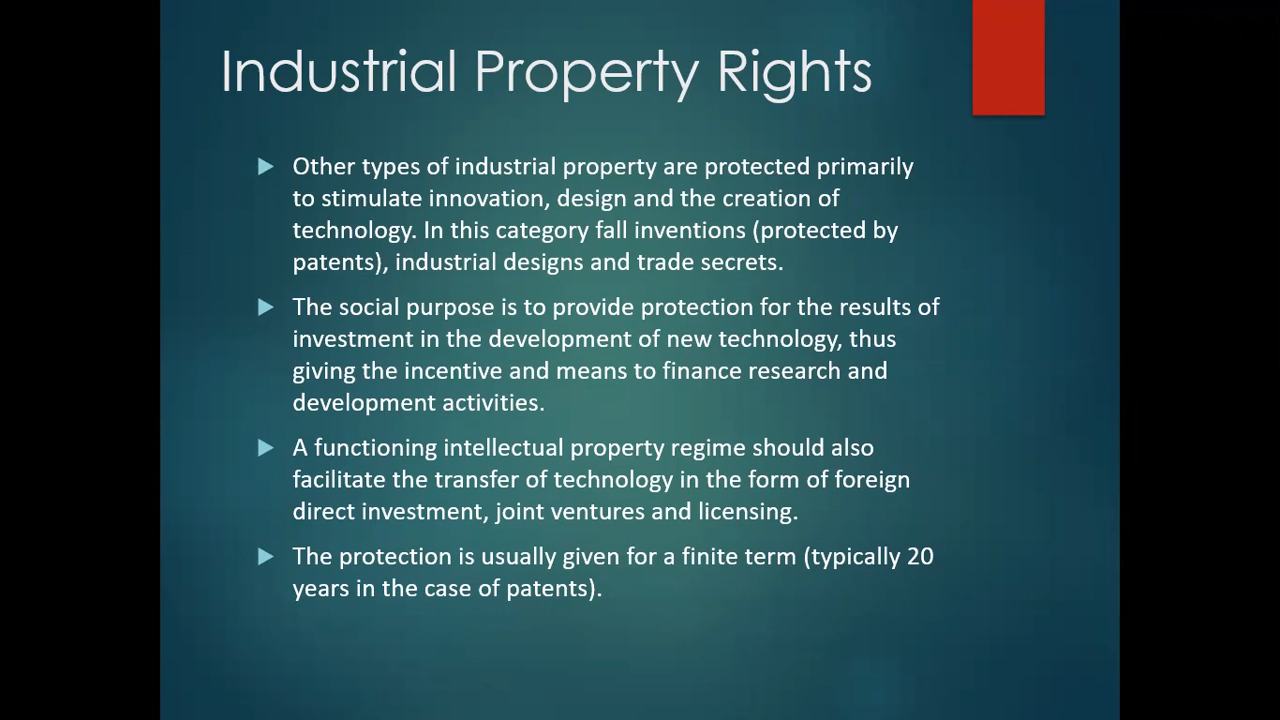 Industrial Property Rights
Other types of industrial property are protected primarily
to stimulate innovation, design and the creation of
technology. In this category fall inventions (protected by
patents), industrial designs and trade secrets.
The social purpose is to provide protection for the results of
investment in the development of new technology, thus
giving the incentive and means to finance research and
development activities.
A functioning intellectual property regime should also
facilitate the transfer of technology in the form of foreign
direct investment, joint ventures and licensing.
The protection is usually given for a finite term (typically 20
years in the case of patents).